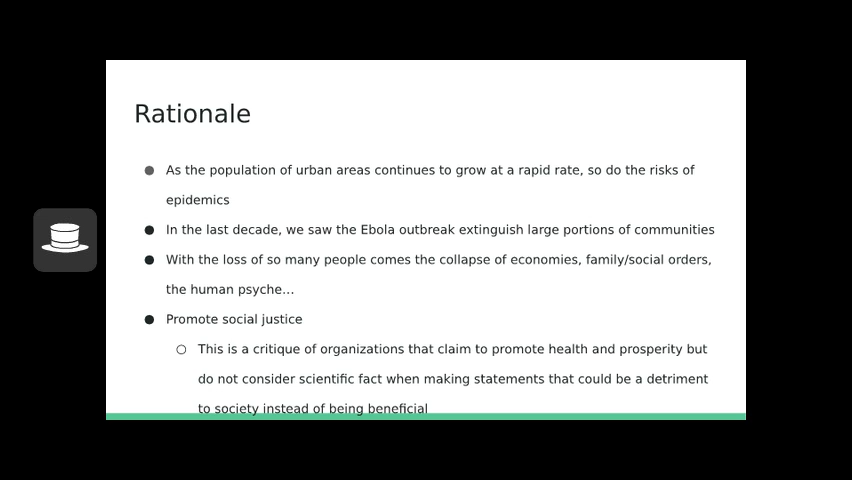 Rationale
As the population of urban areas continues to grow at a rapid rate, so do the risks of
epidemics
In the last decade, we saw the Ebola outbreak extinguish large portions of communities
With the loss of so many people comes the collapse of economies, family/social orders,
the human psyche...
Promote social justice
This is a critique of organizations that claim to promote health and prosperity but
do not consider scientific fact when making statements that could be a detriment
to society instead of being beneficial